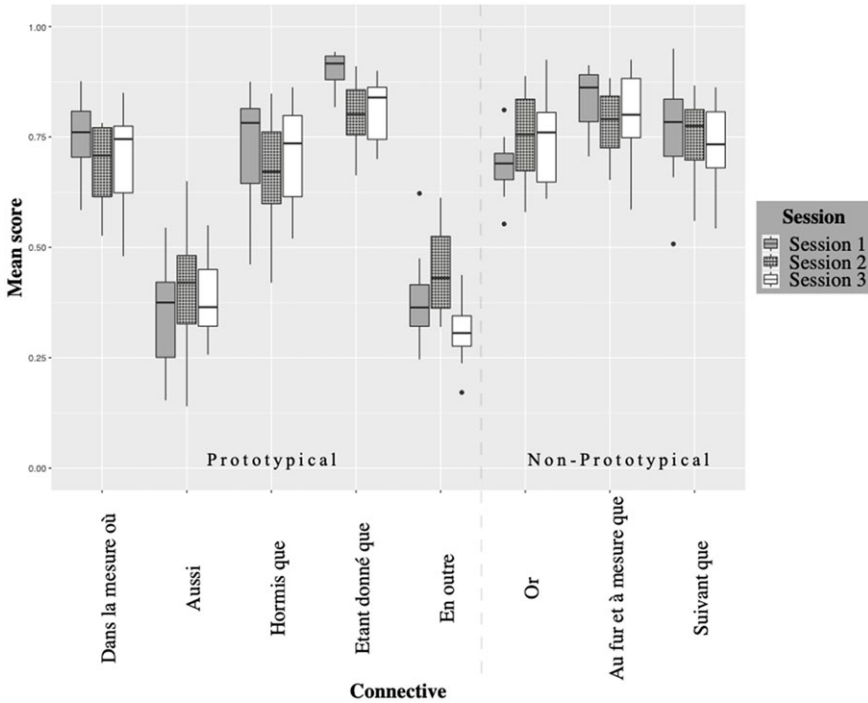 1.00
0.75
0.50
0.25
0.00
Mean score
Prototypical
Non-Prototypical
Dans la mesure où
Aussi
Hormis que
Etant donné que
En outre
Or
Au fur et à mesure que
Suivant que
Connective
Session
Session 1
Session 2
Session 3